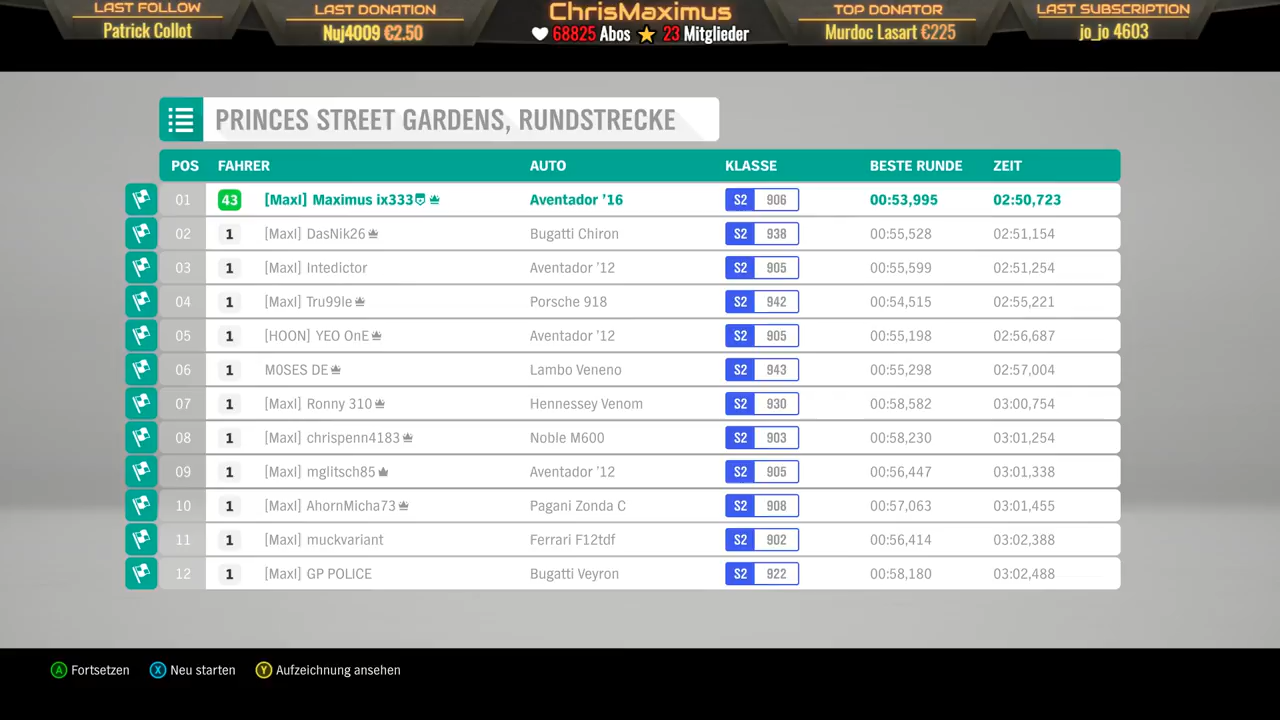 LAST FOLLOW
Patrick Collot
LAST DONATION
Nuj4009 €2.50
ChrisMaximus
68825 Abos 23 Mitglieder
TOP DONATOR
Murdoc Lasart €225
LAST SUBSCRIPTION
jo_jo 4603
PRINCES STREET GARDENS, RUNDSTRECKE
POS FAHRER AUTO KLASSE BESTE RUNDE ZEIT
01 43 [MaxI] Maximus ix333 Aventador '16 S2 906 00:53,995 02:50,723
02 1 [MaxI] DasNik26 Bugatti Chiron S2 938 00:55,528 02:51,154
03 1 [MaxI] Intedictor Aventador '12 S2 905 00:55,599 02:51,254
04 1 [MaxI] Tru99le Porsche 918 S2 942 00:54,515 02:55,221
05 1 [HOON] YEO OnE Aventador '12 S2 905 00:55,198 02:56,687
06 1 M0SES DE Lambo Veneno S2 943 00:55,298 02:57,004
07 1 [MaxI] Ronny 310 Hennessey Venom S2 930 00:58,582 03:00,754
08 1 [MaxI] chrispenn4183 Noble M600 S2 903 00:58,230 03:01,254
09 1 [MaxI] mglitsch85 Aventador '12 S2 905 00:56,447 03:01,338
10 1 [MaxI] AhornMicha73 Pagani Zonda C S2 908 00:57,063 03:01,455
11 1 [MaxI] muckvariant Ferrari F12tdf S2 902 00:56,414 03:02,388
12 1 [MaxI] GP POLICE Bugatti Veyron S2 922 00:58,180 03:02,488
A Fortsetzen X Neu starten Y Aufzeichnung ansehen